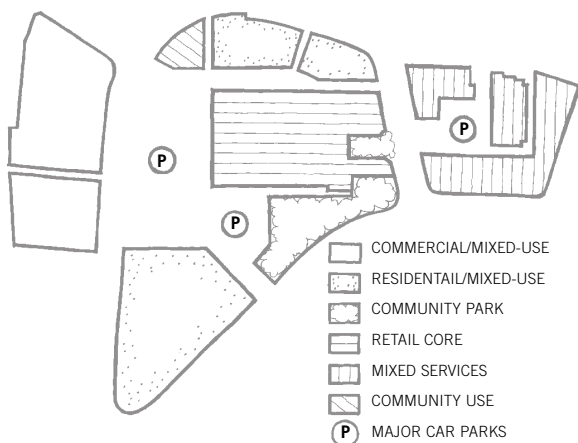 P
P
P
COMMERCIAL/MIXED-USE
RESIDENTAIL/MIXED-USE
COMMUNITY PARK
RETAIL CORE
MIXED SERVICES
COMMUNITY USE
P MAJOR CAR PARKS